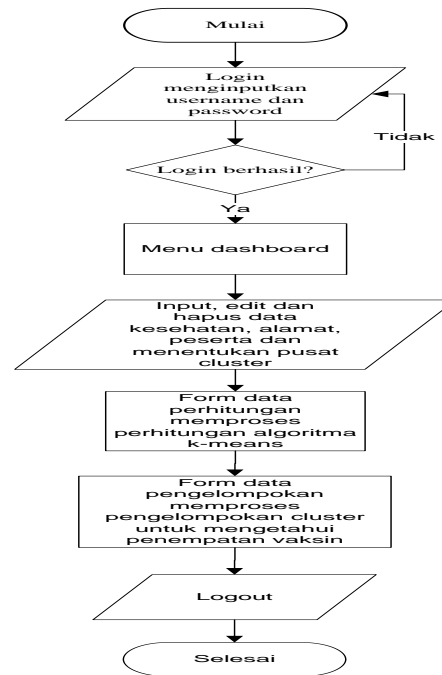 Mulai
Login
menginputkan
username dan
password
Tidak
Login berhasil?
Ya
Menu dashboard
Input, edit dan
hapus data
kesehatan, alamat,
peserta dan
menentukan pusat
cluster
Form data
perhitungan
memproses
perhitungan algoritma
k-means
Form data
pengelompokan
memproses
pengelompokan cluster
untuk mengetahui
penempatan vaksin
Logout
Selesai